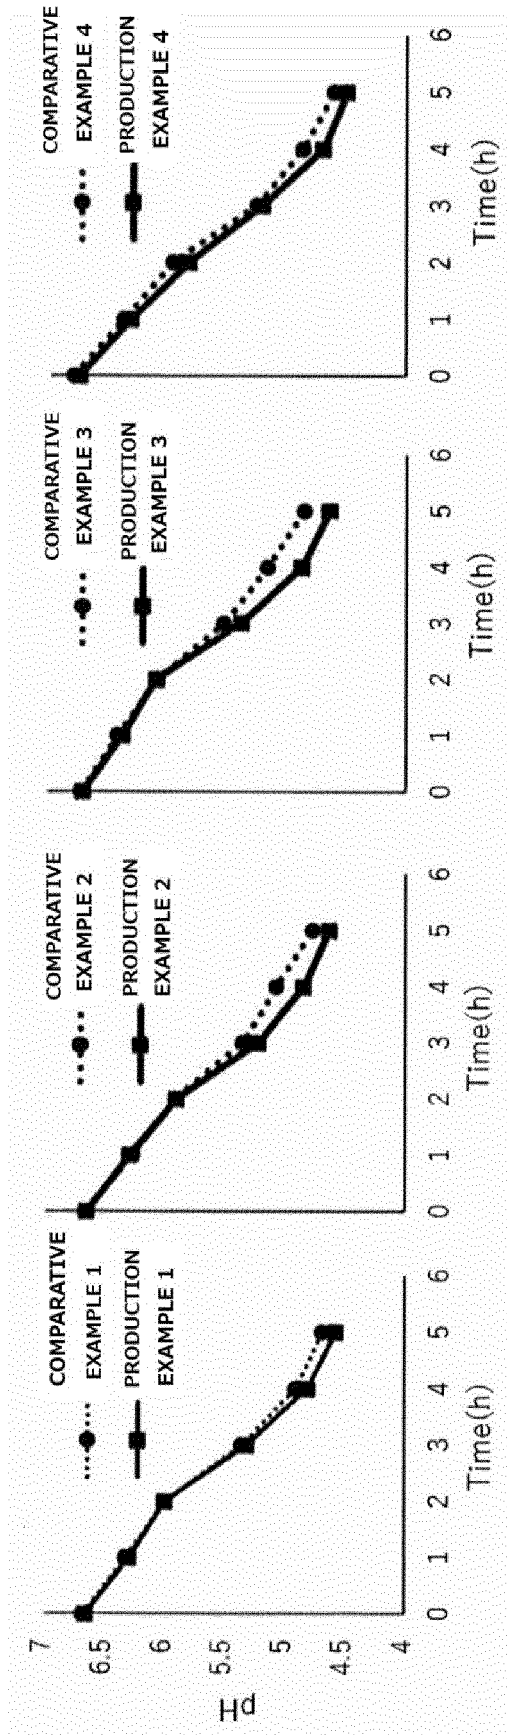 COMPARATIVE
EXAMPLE 1
PRODUCTION
EXAMPLE 1
pH
7
6.5
6
5.5
5
4.5
4
0 1 2 3 4 5 6
Time(h)
COMPARATIVE
EXAMPLE 2
PRODUCTION
EXAMPLE 2
0 1 2 3 4 5 6
Time(h)
COMPARATIVE
EXAMPLE 3
PRODUCTION
EXAMPLE 3
0 1 2 3 4 5 6
Time(h)
COMPARATIVE
EXAMPLE 4
PRODUCTION
EXAMPLE 4
0 1 2 3 4 5 6
Time(h)